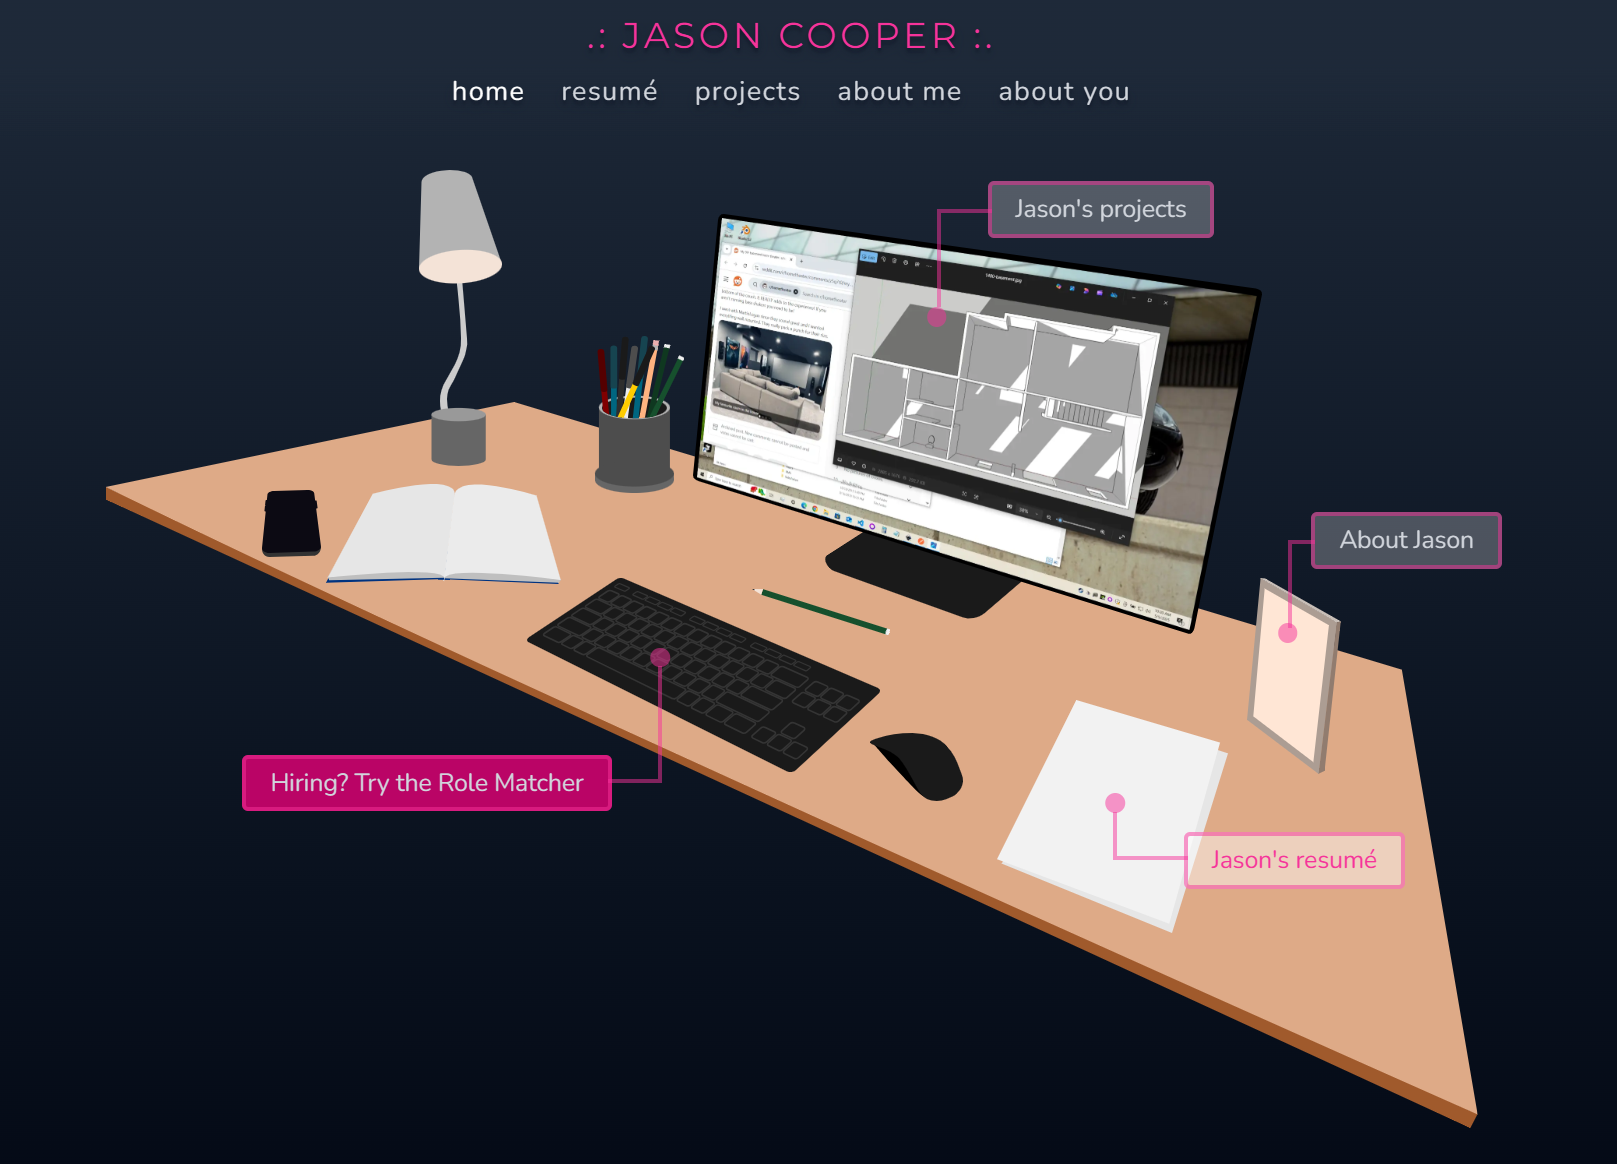 .: JASON COOPER :.
home resumé projects about me about you
Jason's projects
About Jason
Hiring? Try the Role Matcher
Jason's resumé